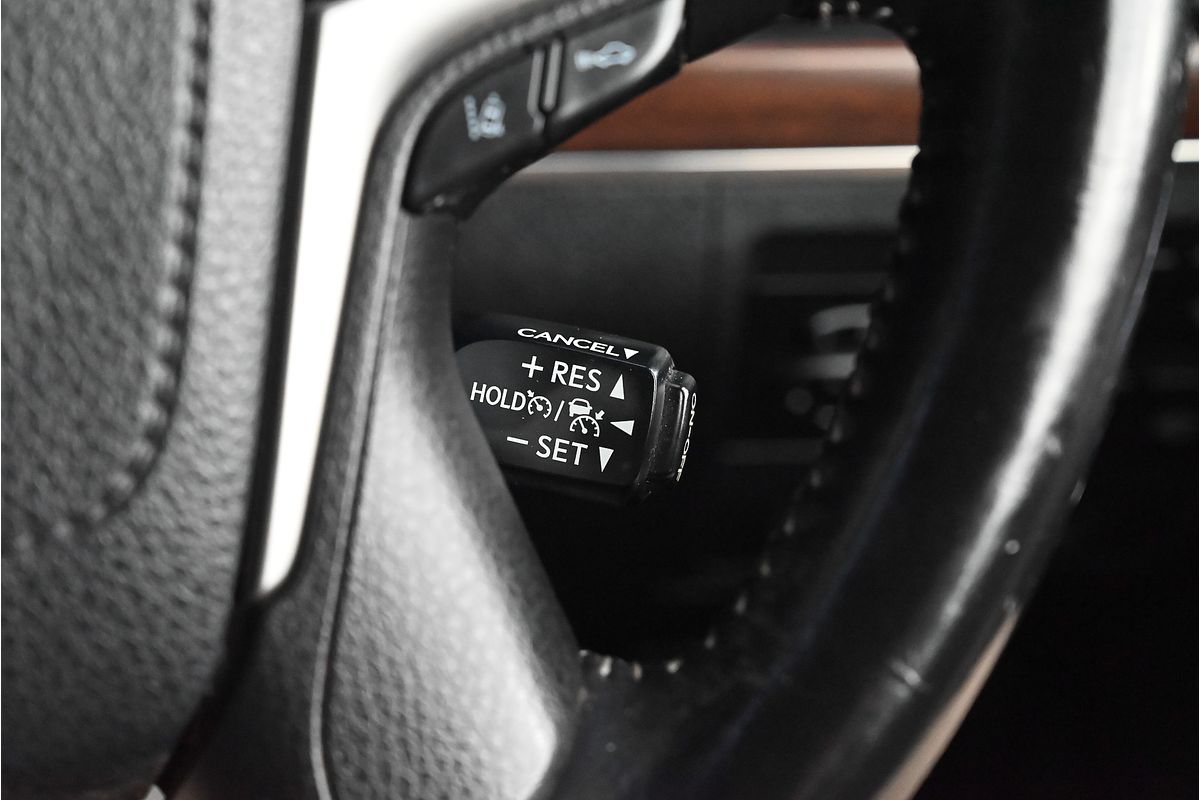 CANCEL▼
+ RES ▲
HOLD / ◀
− SET ▼
ON-OFF